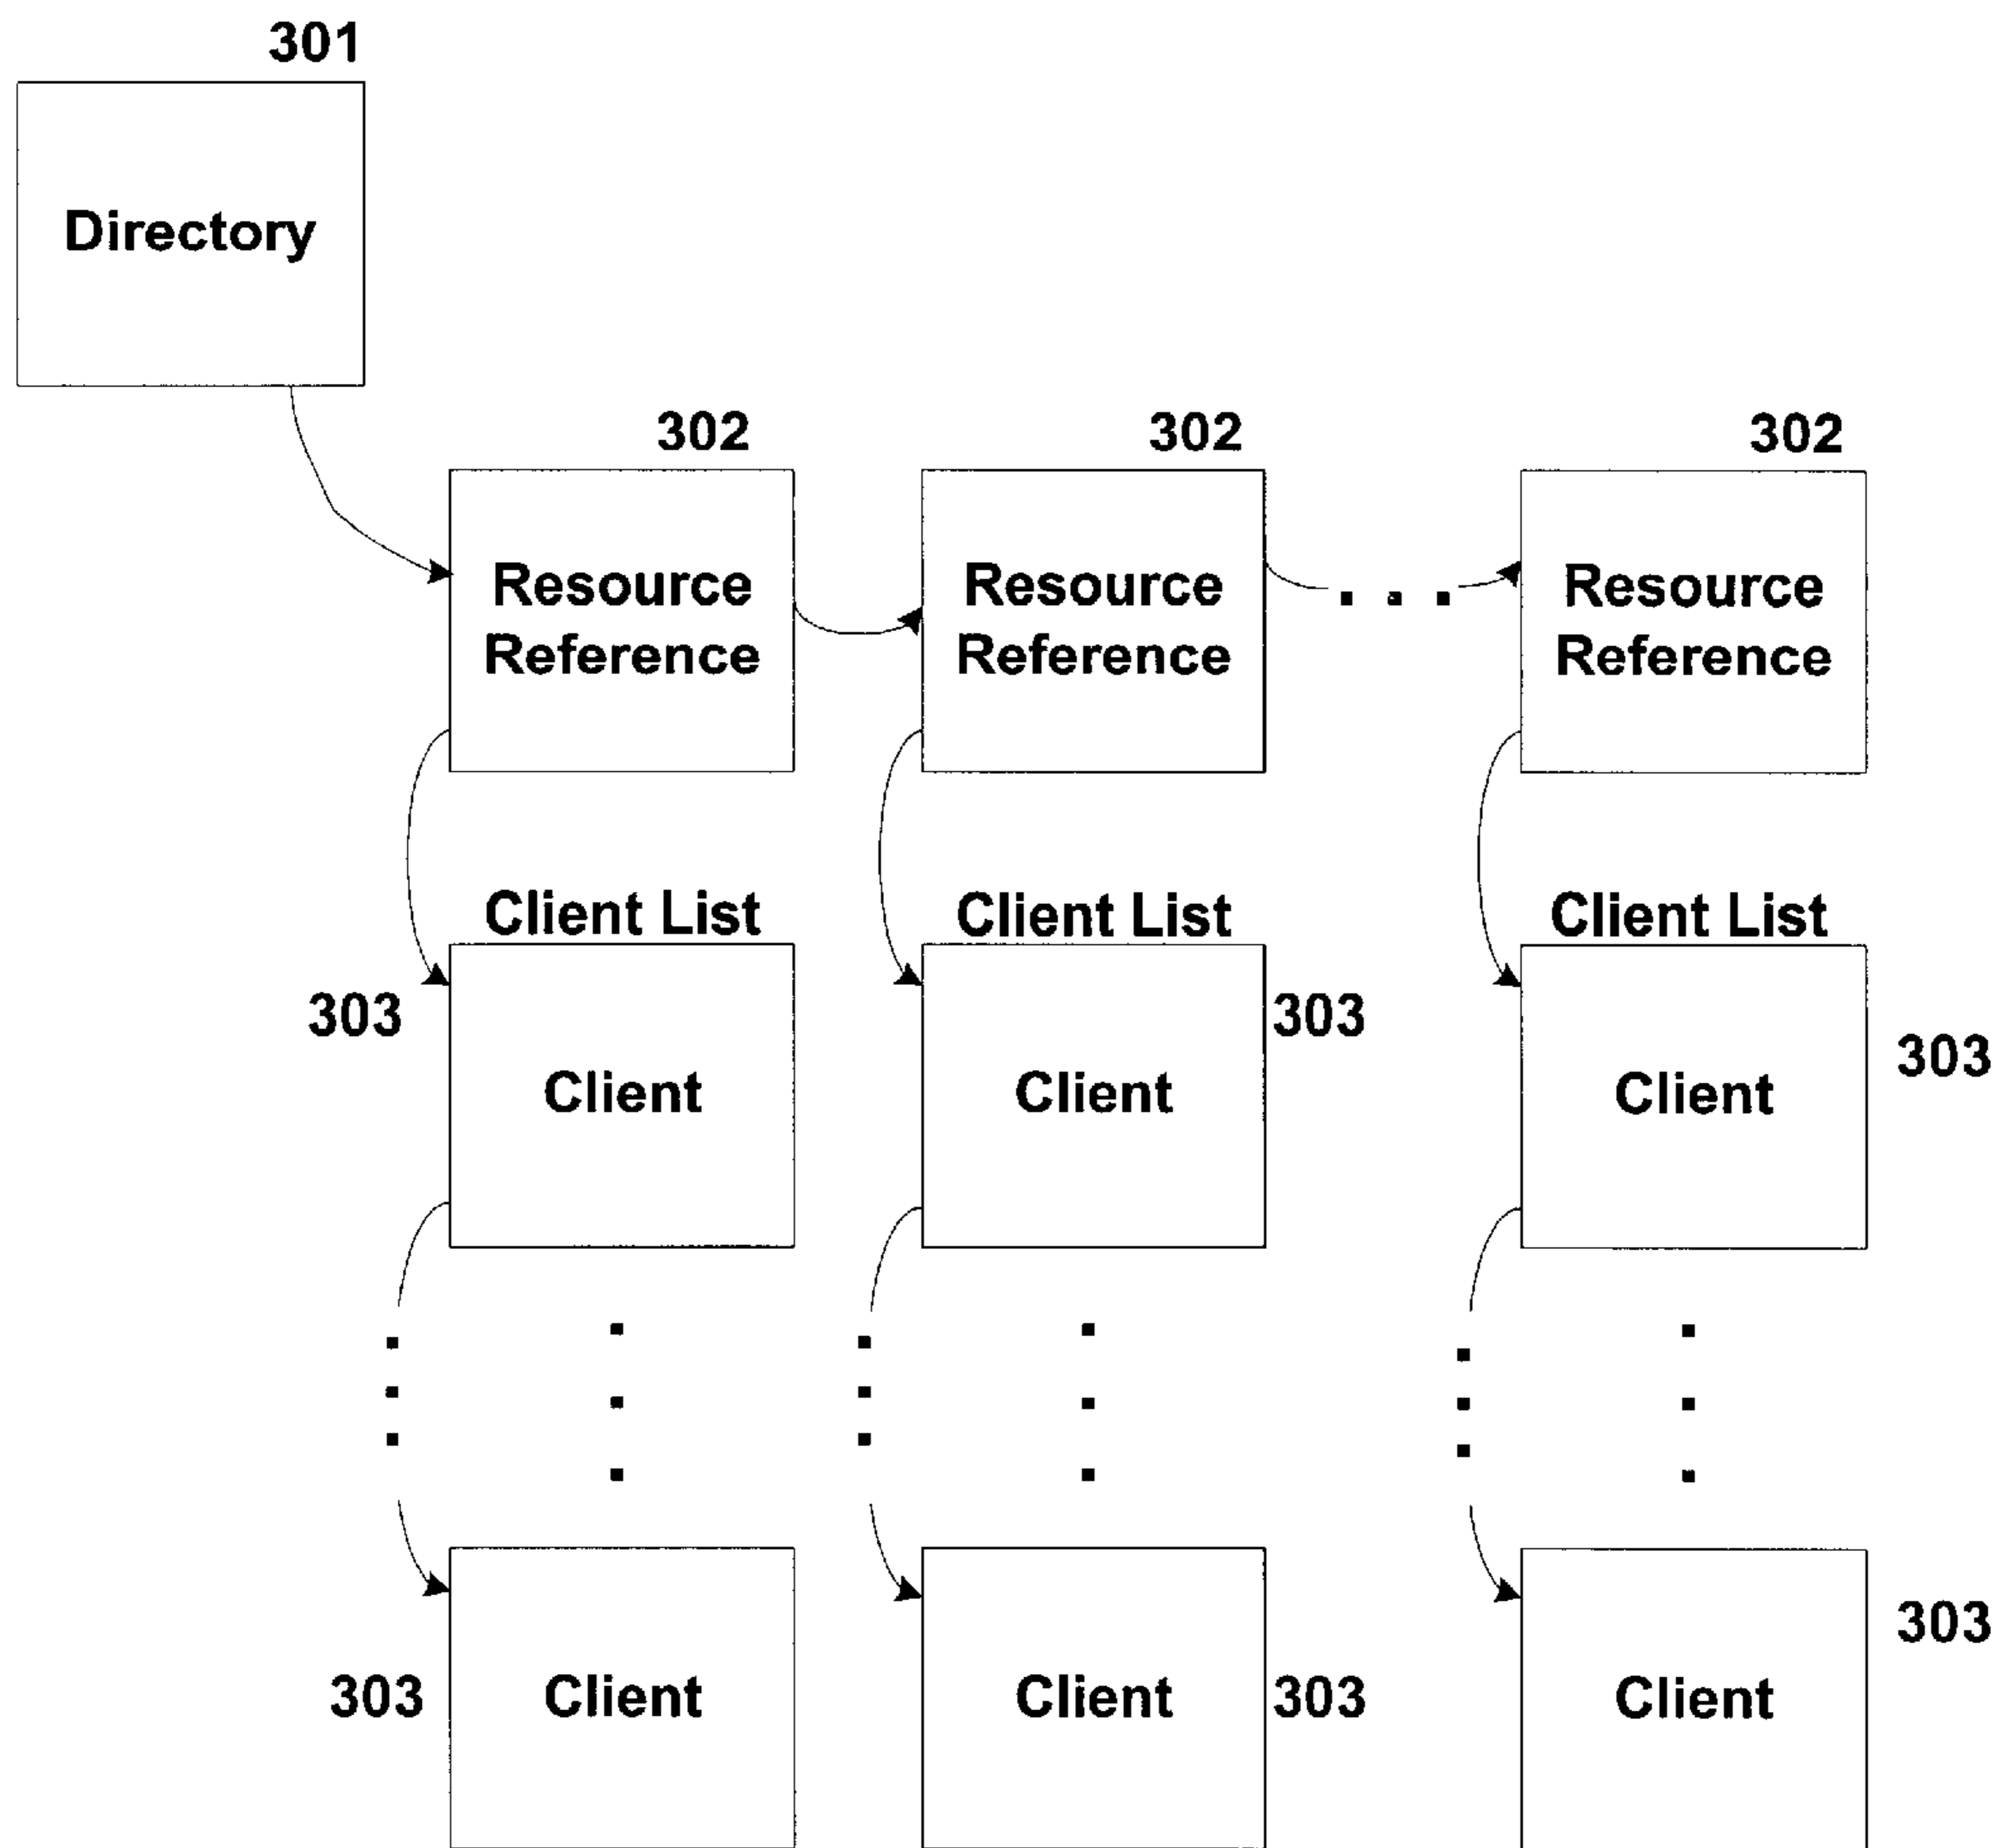 301
Directory
302
302
302
Resource
Reference
Resource
Reference
Resource
Reference
. . .
Client List
Client List
Client List
303
Client
Client
303
Client
303
303
Client
Client
303
Client
303